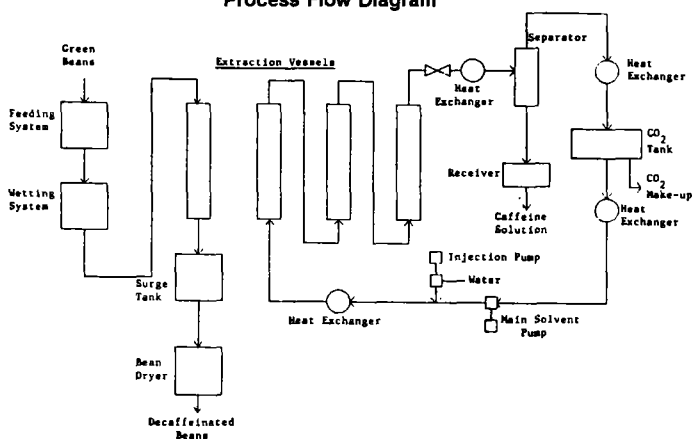 Process Flow Diagram
Green
Beans
Feeding
System
Wetting
System
Extraction Vessels
Surge
Tank
Bean
Dryer
Decaffeinated
Beans
Heat
Exchanger
Separator
Receiver
Caffeine
Solution
Heat
Exchanger
CO2
Tank
CO2
Make-up
Heat
Exchanger
Injection Pump
Water
Main Solvent
Pump
Heat Exchanger